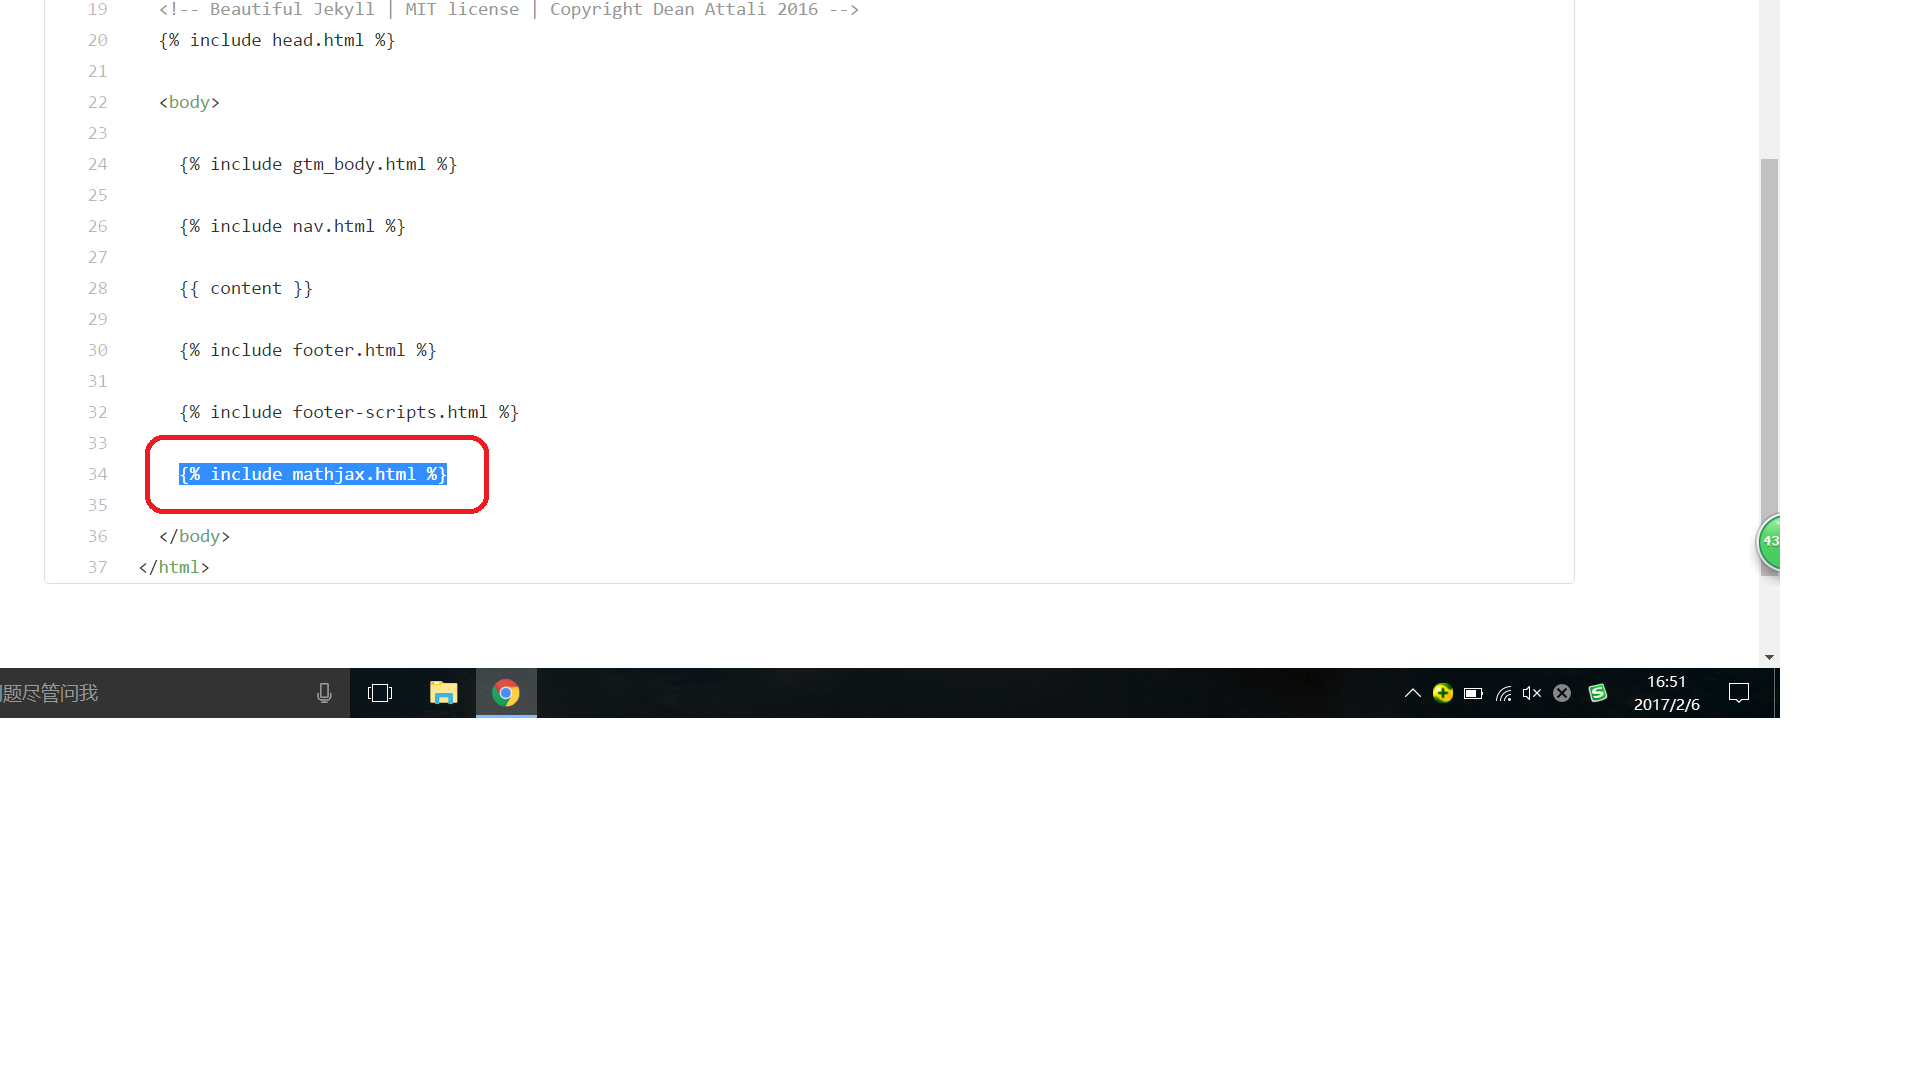 19 <!-- Beautiful Jekyll | MIT license | Copyright Dean Attali 2016 -->
20 {% include head.html %}
21
22 <body>
23
24 {% include gtm_body.html %}
25
26 {% include nav.html %}
27
28 {{ content }}
29
30 {% include footer.html %}
31
32 {% include footer-scripts.html %}
33
34 {% include mathjax.html %}
35
36 </body>
37 </html>
43
题尽管问我
16:51
2017/2/6